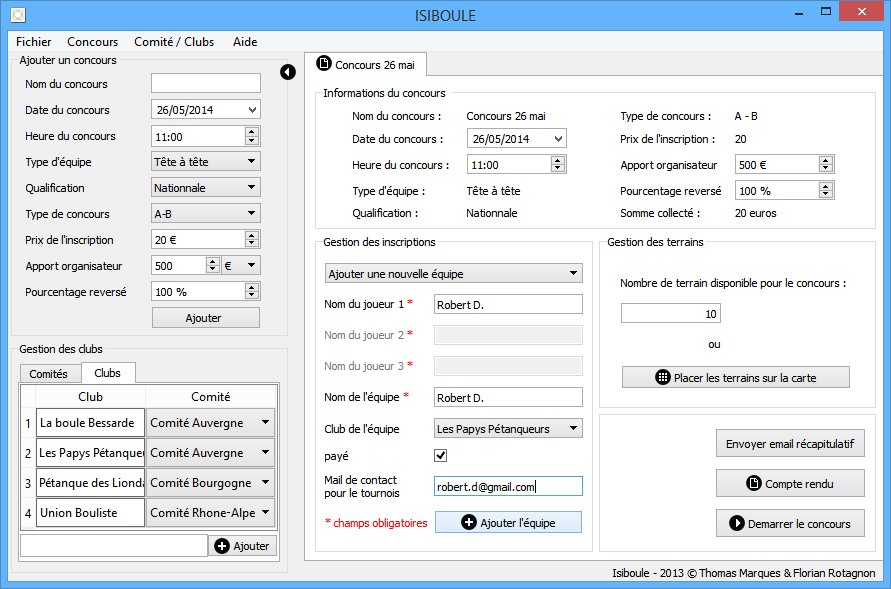 ISIBOULE
Fichier Concours Comité / Clubs Aide
Ajouter un concours
Nom du concours
Date du concours 26/05/2014
Heure du concours 11:00
Type d'équipe Tête à tête
Qualification Nationnale
Type de concours A-B
Prix de l'inscription 20 €
Apport organisateur 500 €
Pourcentage reversé 100 %
Ajouter
Gestion des clubs
Comités Clubs
Club Comité
1 La boule Bessarde Comité Auvergne
2 Les Papys Pétanqueu Comité Auvergne
3 Pétanque des Lionda Comité Bourgogne
4 Union Bouliste Comité Rhone-Alpe
Ajouter
Concours 26 mai
Informations du concours
Nom du concours : Concours 26 mai Type de concours : A - B
Date du concours : 26/05/2014 Prix de l'inscription : 20
Heure du concours : 11:00 Apport organisateur 500 €
Type d'équipe : Tête à tête Pourcentage reversé 100 %
Qualification : Nationnale Somme collecté : 20 euros
Gestion des inscriptions
Ajouter une nouvelle équipe
Nom du joueur 1 * Robert D.
Nom du joueur 2 *
Nom du joueur 3 *
Nom de l'équipe * Robert D.
Club de l'équipe Les Papys Pétanqueurs
payé
Mail de contact
pour le tournois robert.d@gmail.com
* champs obligatoires Ajouter l'équipe
Gestion des terrains
Nombre de terrain disponible pour le concours :
10
ou
Placer les terrains sur la carte
Envoyer email récapitulatif
Compte rendu
Demarrer le concours
Isiboule - 2013 © Thomas Marques & Florian Rotagnon